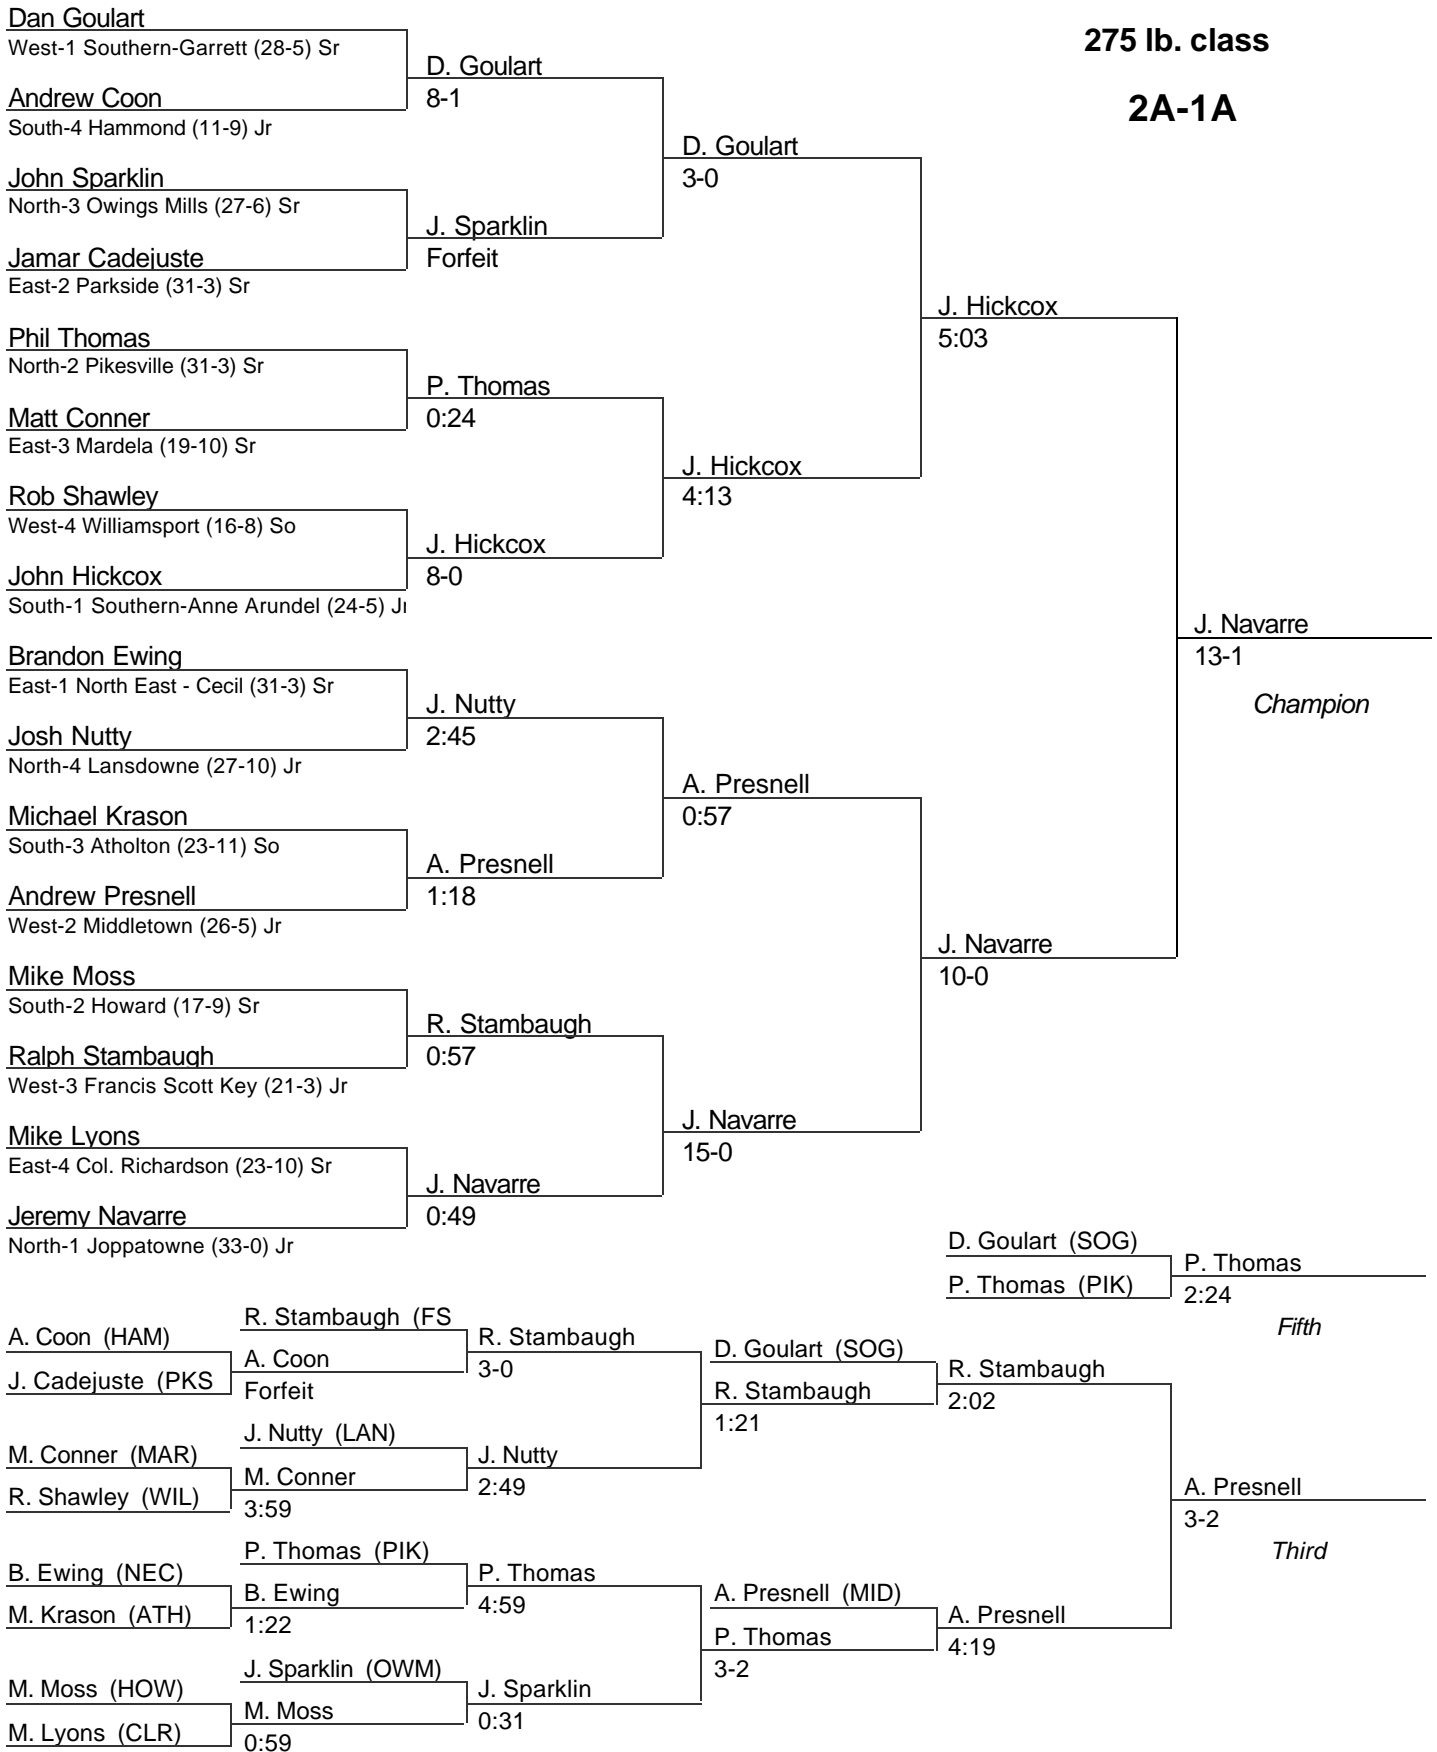 Dan Goulart
West-1 Southern-Garrett (28-5) Sr
275 lb. class
D. Goulart
Andrew Coon
8-1
2A-1A
South-4 Hammond (11-9) Jr
D. Goulart
John Sparklin
3-0
North-3 Owings Mills (27-6) Sr
J. Sparklin
Jamar Cadejuste
Forfeit
East-2 Parkside (31-3) Sr
J. Hickcox
Phil Thomas
5:03
North-2 Pikesville (31-3) Sr
P. Thomas
Matt Conner
0:24
East-3 Mardela (19-10) Sr
J. Hickcox
Rob Shawley
4:13
West-4 Williamsport (16-8) So
J. Hickcox
John Hickcox
8-0
South-1 Southern-Anne Arundel (24-5) Jr
J. Navarre
Brandon Ewing
13-1
East-1 North East - Cecil (31-3) Sr
J. Nutty
Champion
Josh Nutty
2:45
North-4 Lansdowne (27-10) Jr
A. Presnell
Michael Krason
0:57
South-3 Atholton (23-11) So
A. Presnell
Andrew Presnell
1:18
West-2 Middletown (26-5) Jr
J. Navarre
Mike Moss
10-0
South-2 Howard (17-9) Sr
R. Stambaugh
Ralph Stambaugh
0:57
West-3 Francis Scott Key (21-3) Jr
J. Navarre
Mike Lyons
15-0
East-4 Col. Richardson (23-10) Sr
J. Navarre
Jeremy Navarre
0:49
North-1 Joppatowne (33-0) Jr
D. Goulart (SOG)
P. Thomas
P. Thomas (PIK)
2:24
Fifth
R. Stambaugh (FS
A. Coon (HAM)
R. Stambaugh
D. Goulart (SOG)
A. Coon
3-0
R. Stambaugh
J. Cadejuste (PKS
Forfeit
R. Stambaugh
2:02
1:21
J. Nutty (LAN)
M. Conner (MAR)
J. Nutty
M. Conner
2:49
R. Shawley (WIL)
3:59
A. Presnell
3-2
Third
P. Thomas (PIK)
B. Ewing (NEC)
P. Thomas
B. Ewing
4:59
A. Presnell (MID)
M. Krason (ATH)
1:22
A. Presnell
P. Thomas
4:19
3-2
J. Sparklin (OWM)
M. Moss (HOW)
J. Sparklin
M. Moss
0:31
M. Lyons (CLR)
0:59